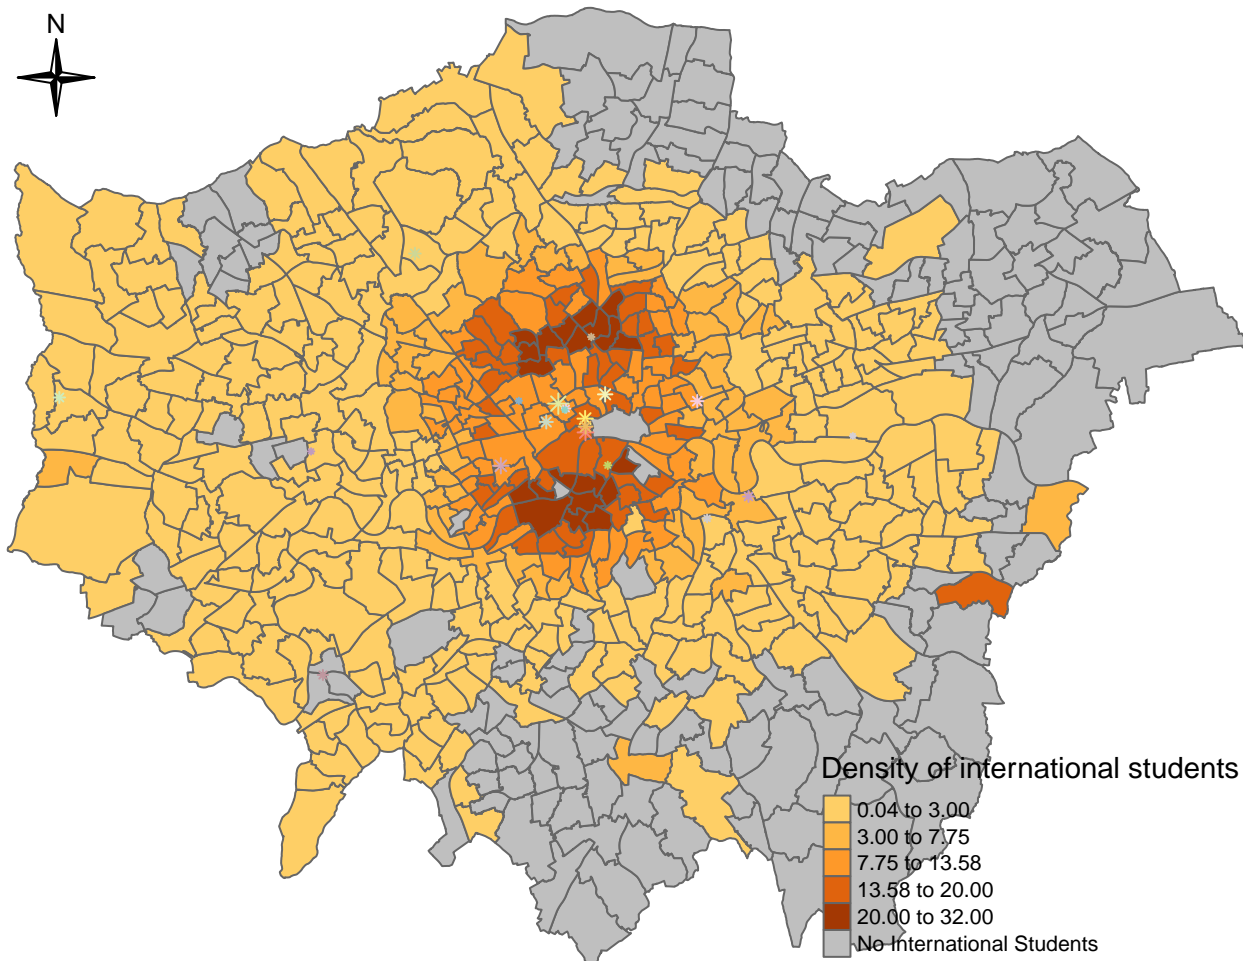 N
Density of international students
0.04 to 3.00
3.00 to 7.75
7.75 to 13.58
13.58 to 20.00
20.00 to 32.00
No International Students